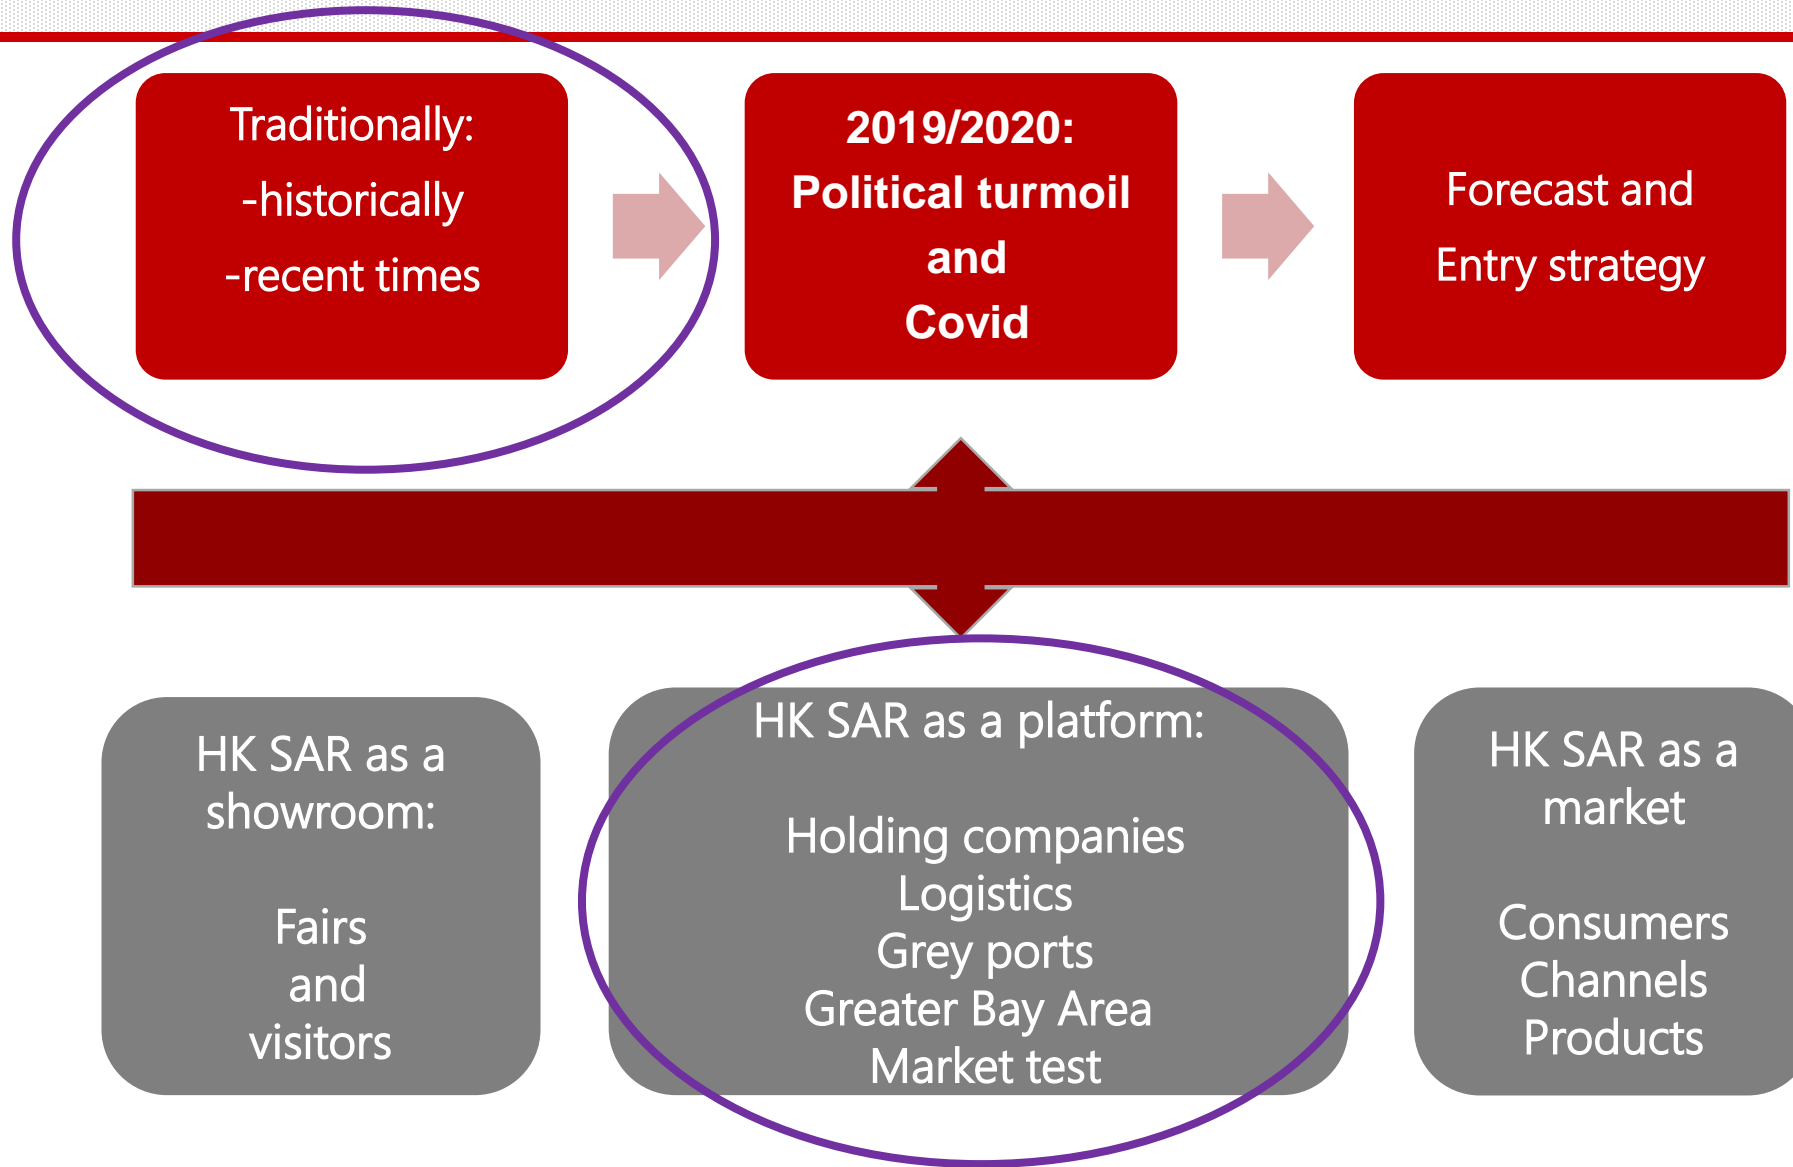 Traditionally:
-historically
-recent times
2019/2020:
Political turmoil
and
Covid
Forecast and
Entry strategy
HK SAR as a
showroom:
Fairs
and
visitors
HK SAR as a platform:
Holding companies
Logistics
Grey ports
Greater Bay Area
Market test
HK SAR as a
market
Consumers
Channels
Products